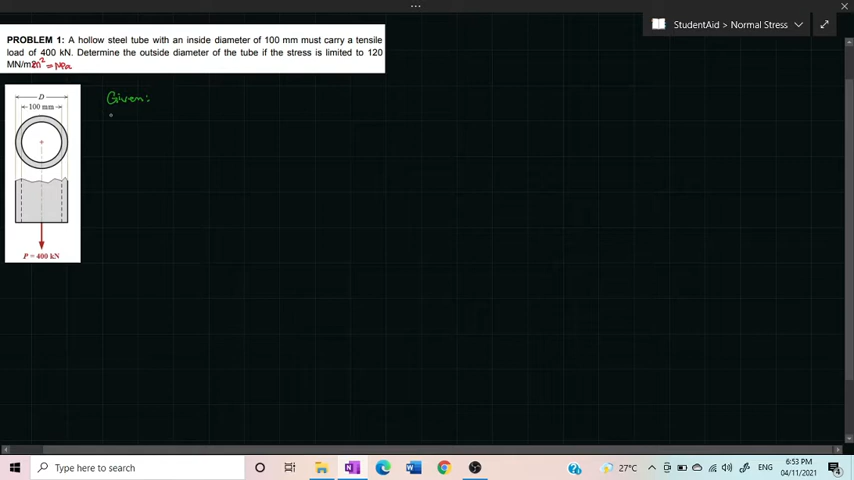 StudentAid > Normal Stress
PROBLEM 1: A hollow steel tube with an inside diameter of 100 mm must carry a tensile
load of 400 kN. Determine the outside diameter of the tube if the stress is limited to 120
MN/m2m² = MPa
D
100 mm
P = 400 kN
Given:
Type here to search
27°C
ENG
6:53 PM
04/11/2021
4